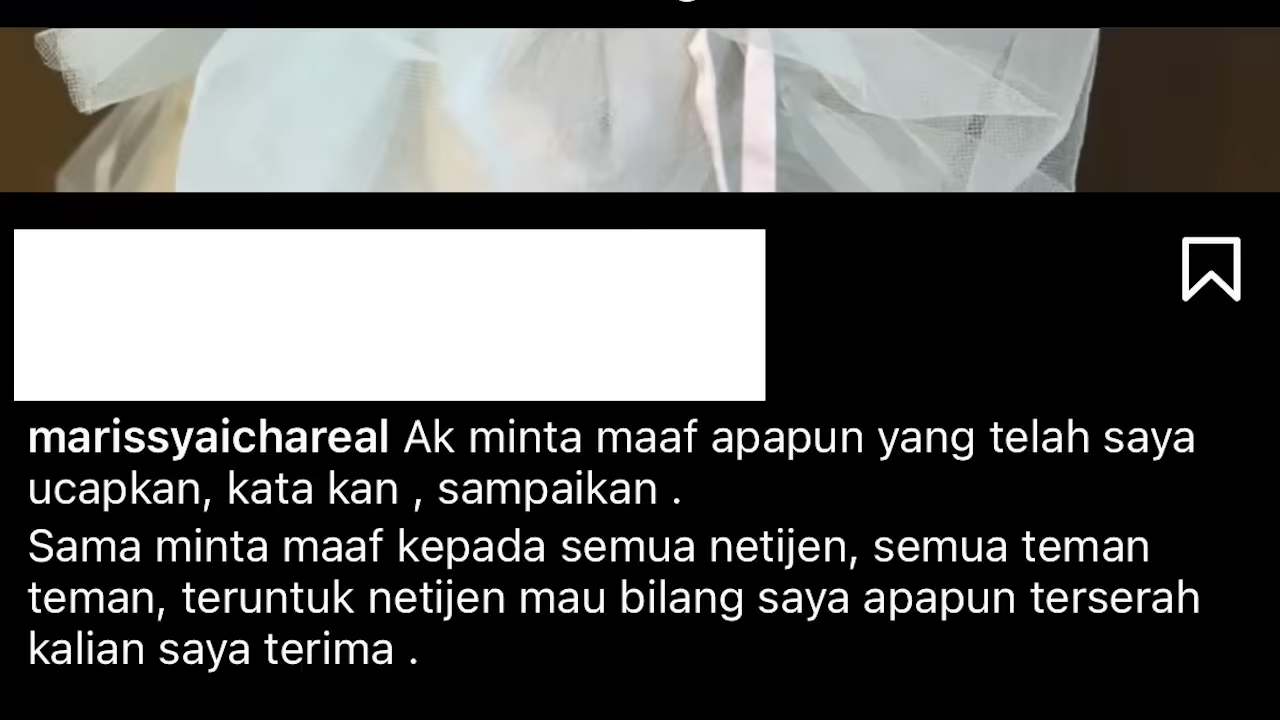 marissyaichareal Ak minta maaf apapun yang telah saya
ucapkan, kata kan , sampaikan .
Sama minta maaf kepada semua netijen, semua teman
teman, teruntuk netijen mau bilang saya apapun terserah
kalian saya terima .